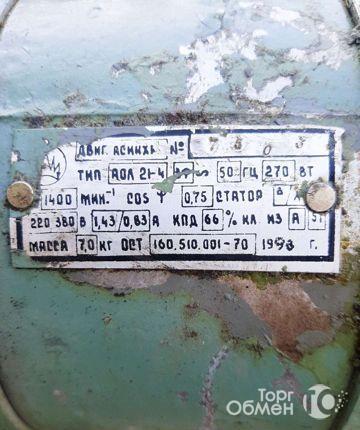 ДВИГ. АСИНХР №
ТИП АОЛ 21-4 50 ГЦ 270 ВТ
1400 МИН.⁻¹ COS φ 0,75 СТАТОР
220 380 В 1,43/0,83 А КПД 66 % КЛ ИЗ А
МАССА 7,0 КГ ОСТ 160.510.001-70 1993 г.
Торг
Обмен